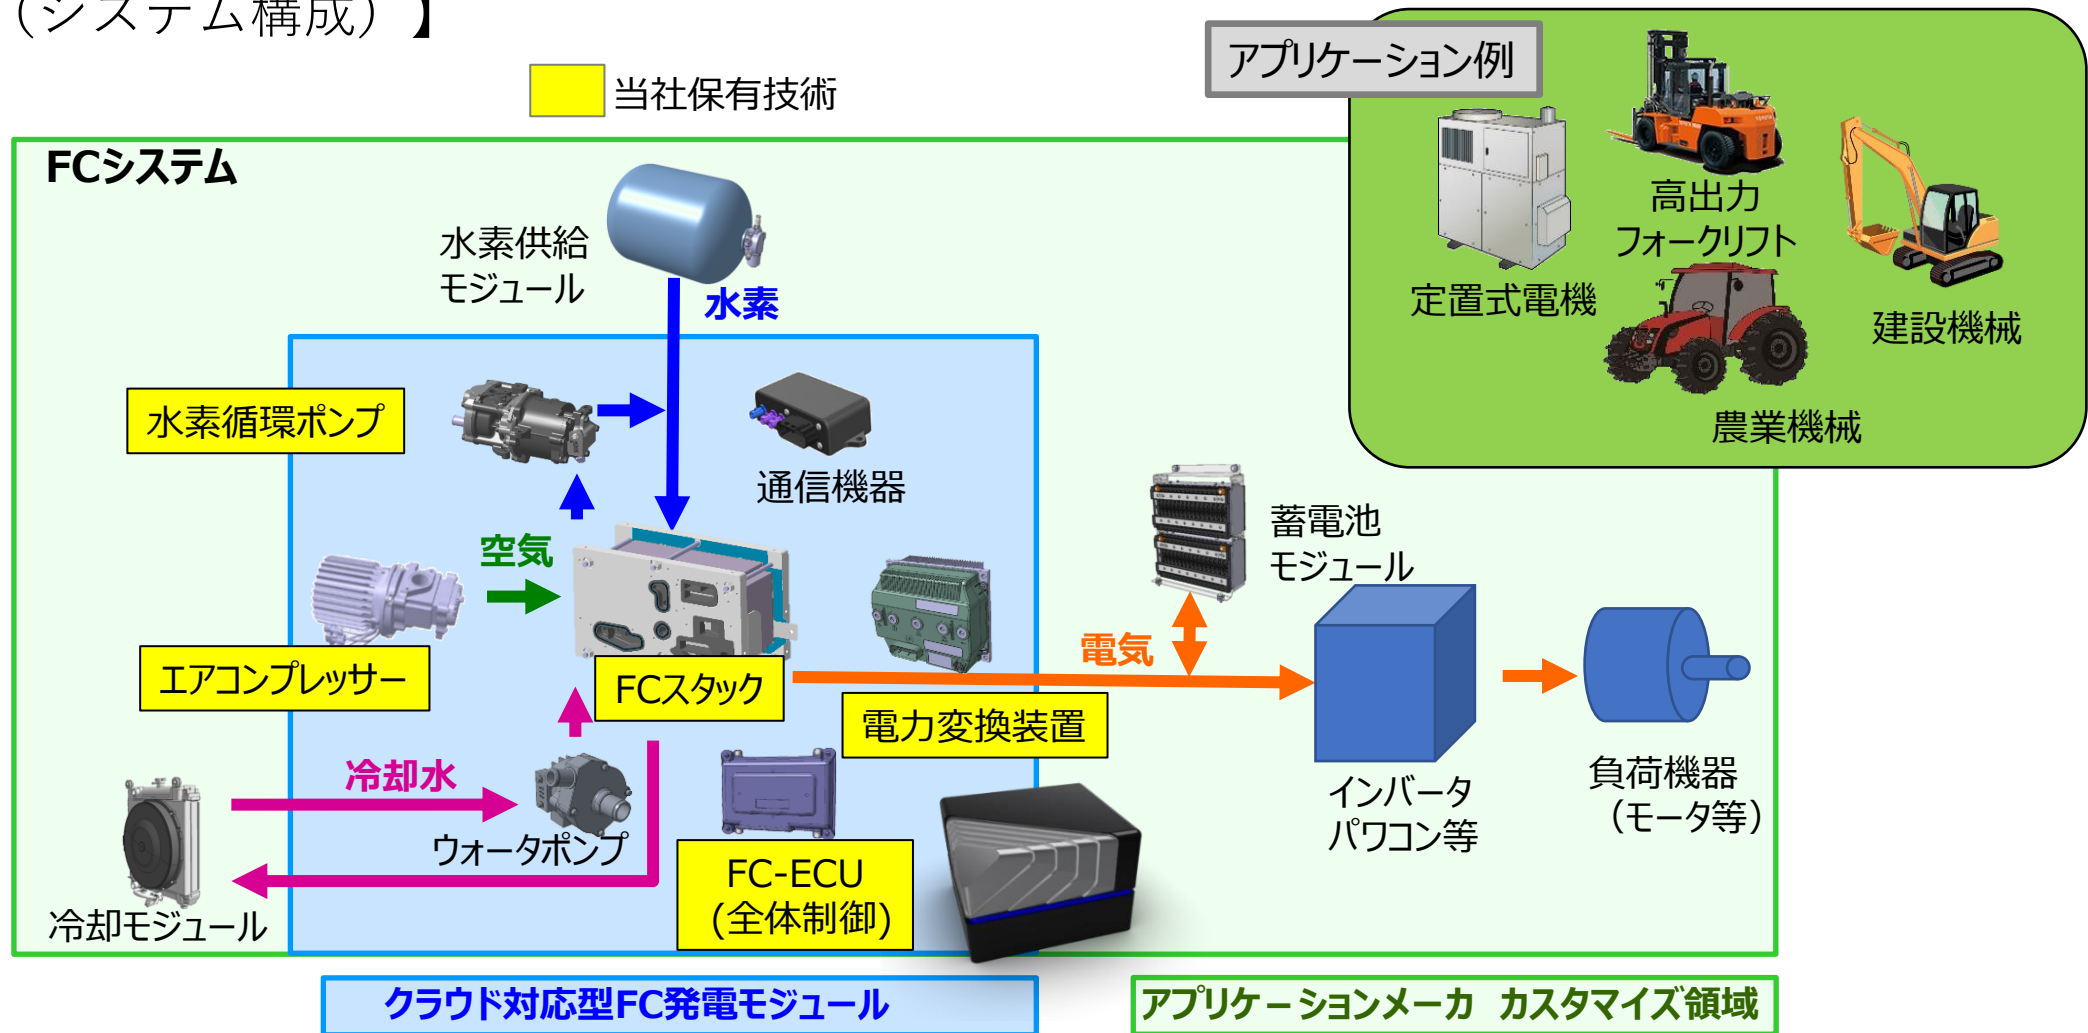 （システム構成）】
当社保有技術
アプリケーション例
高出力
フォークリフト
定置式電機
建設機械
農業機械
FCシステム
水素供給
モジュール
水素
水素循環ポンプ
通信機器
空気
エアコンプレッサー
FCスタック
電力変換装置
電気
蓄電池
モジュール
冷却水
ウォータポンプ
冷却モジュール
FC-ECU
(全体制御)
インバータ
パワコン等
負荷機器
（モータ等）
クラウド対応型FC発電モジュール
アプリケーションメーカ カスタマイズ領域